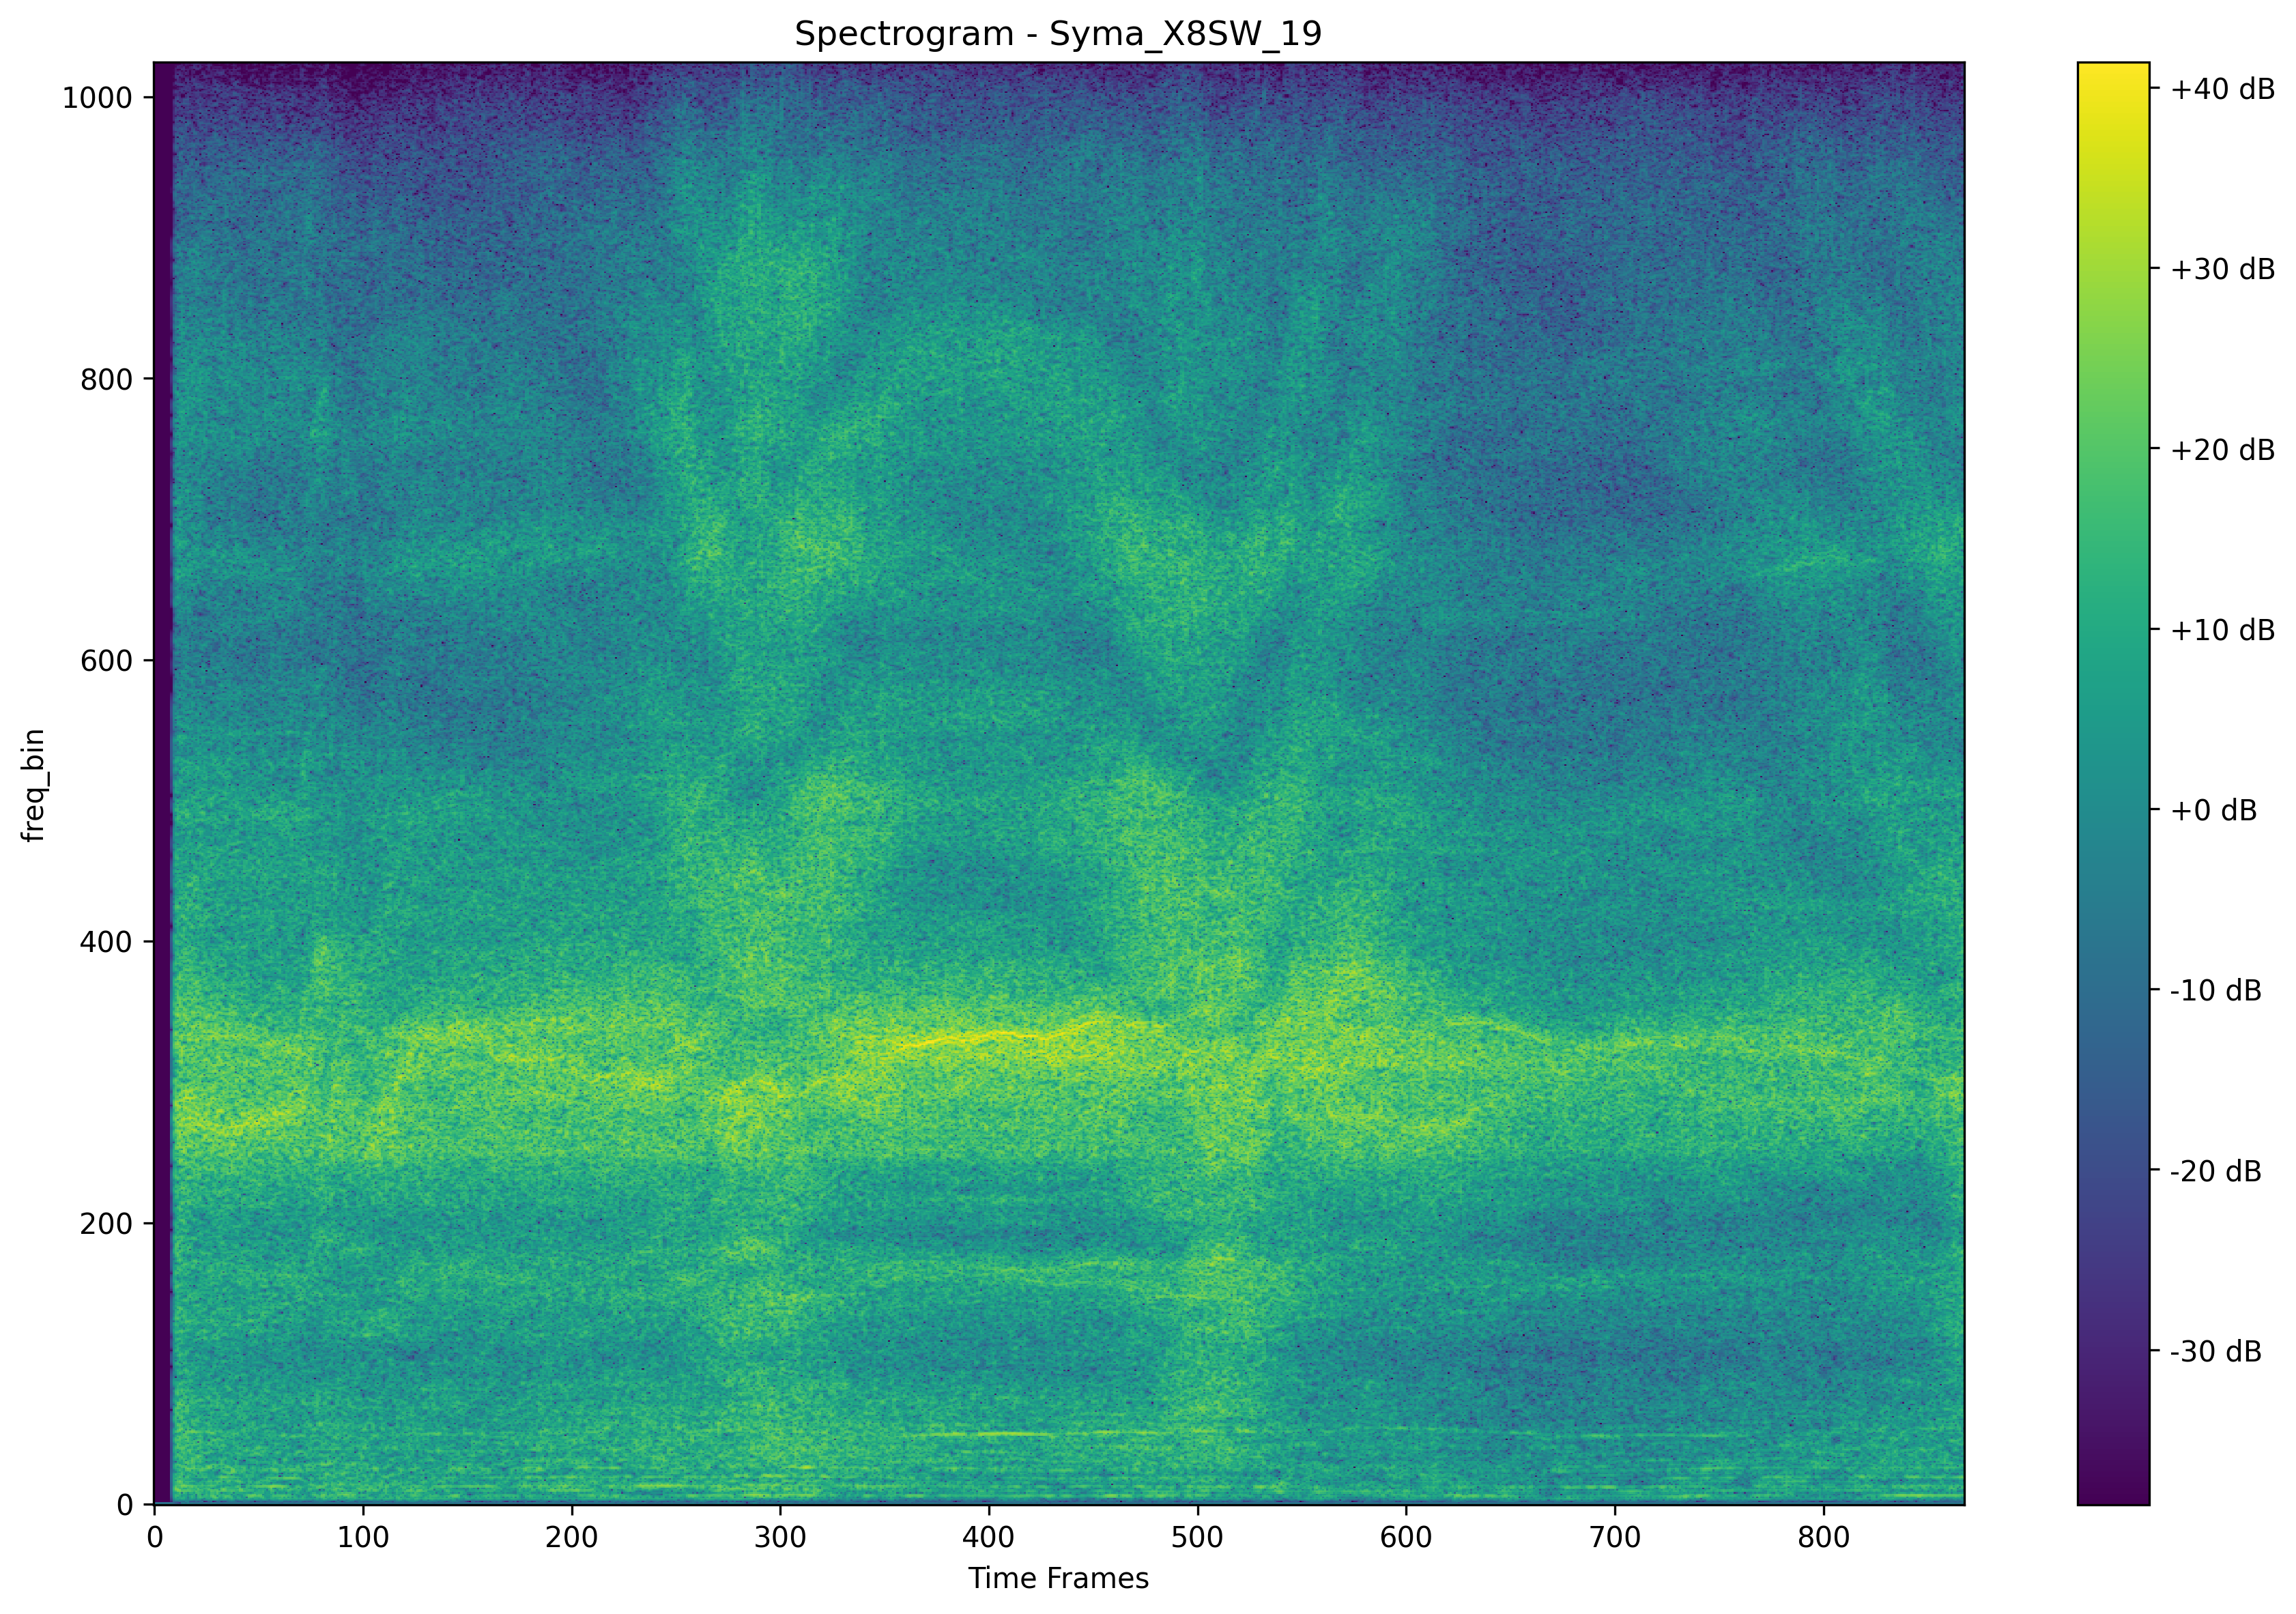 Spectrogram - Syma_X8SW_19
1000
800
600
400
200
0
freq_bin
0 100 200 300 400 500 600 700 800
Time Frames
+40 dB
+30 dB
+20 dB
+10 dB
+0 dB
-10 dB
-20 dB
-30 dB